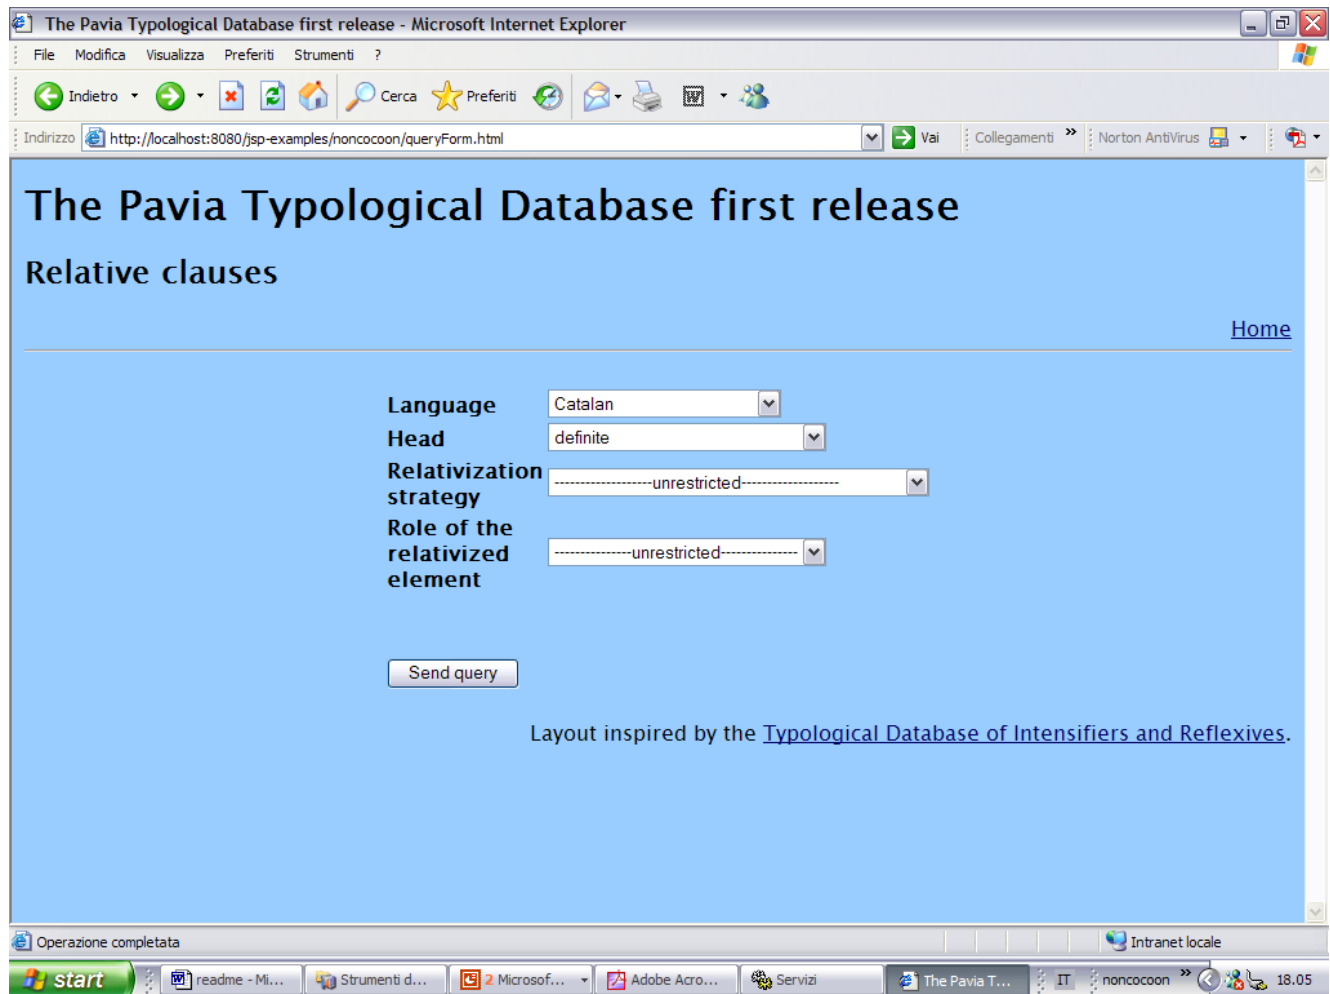 The Pavia Typological Database first release - Microsoft Internet Explorer
File Modifica Visualizza Preferiti Strumenti ?
Indietro Cerca Preferiti
Indirizzo http://localhost:8080/jsp-examples/noncocoon/queryForm.html Vai Collegamenti » Norton AntiVirus
The Pavia Typological Database first release
Relative clauses
Home
Language Catalan
Head definite
Relativization
strategy
-------------------unrestricted-------------------
Role of the
relativized
element
---------------unrestricted---------------
Send query
Layout inspired by the Typological Database of Intensifiers and Reflexives.
Operazione completata Intranet locale
start readme - Mi... Strumenti d... 2 Microsof... Adobe Acro... Servizi The Pavia T... IT noncocoon » 18.05